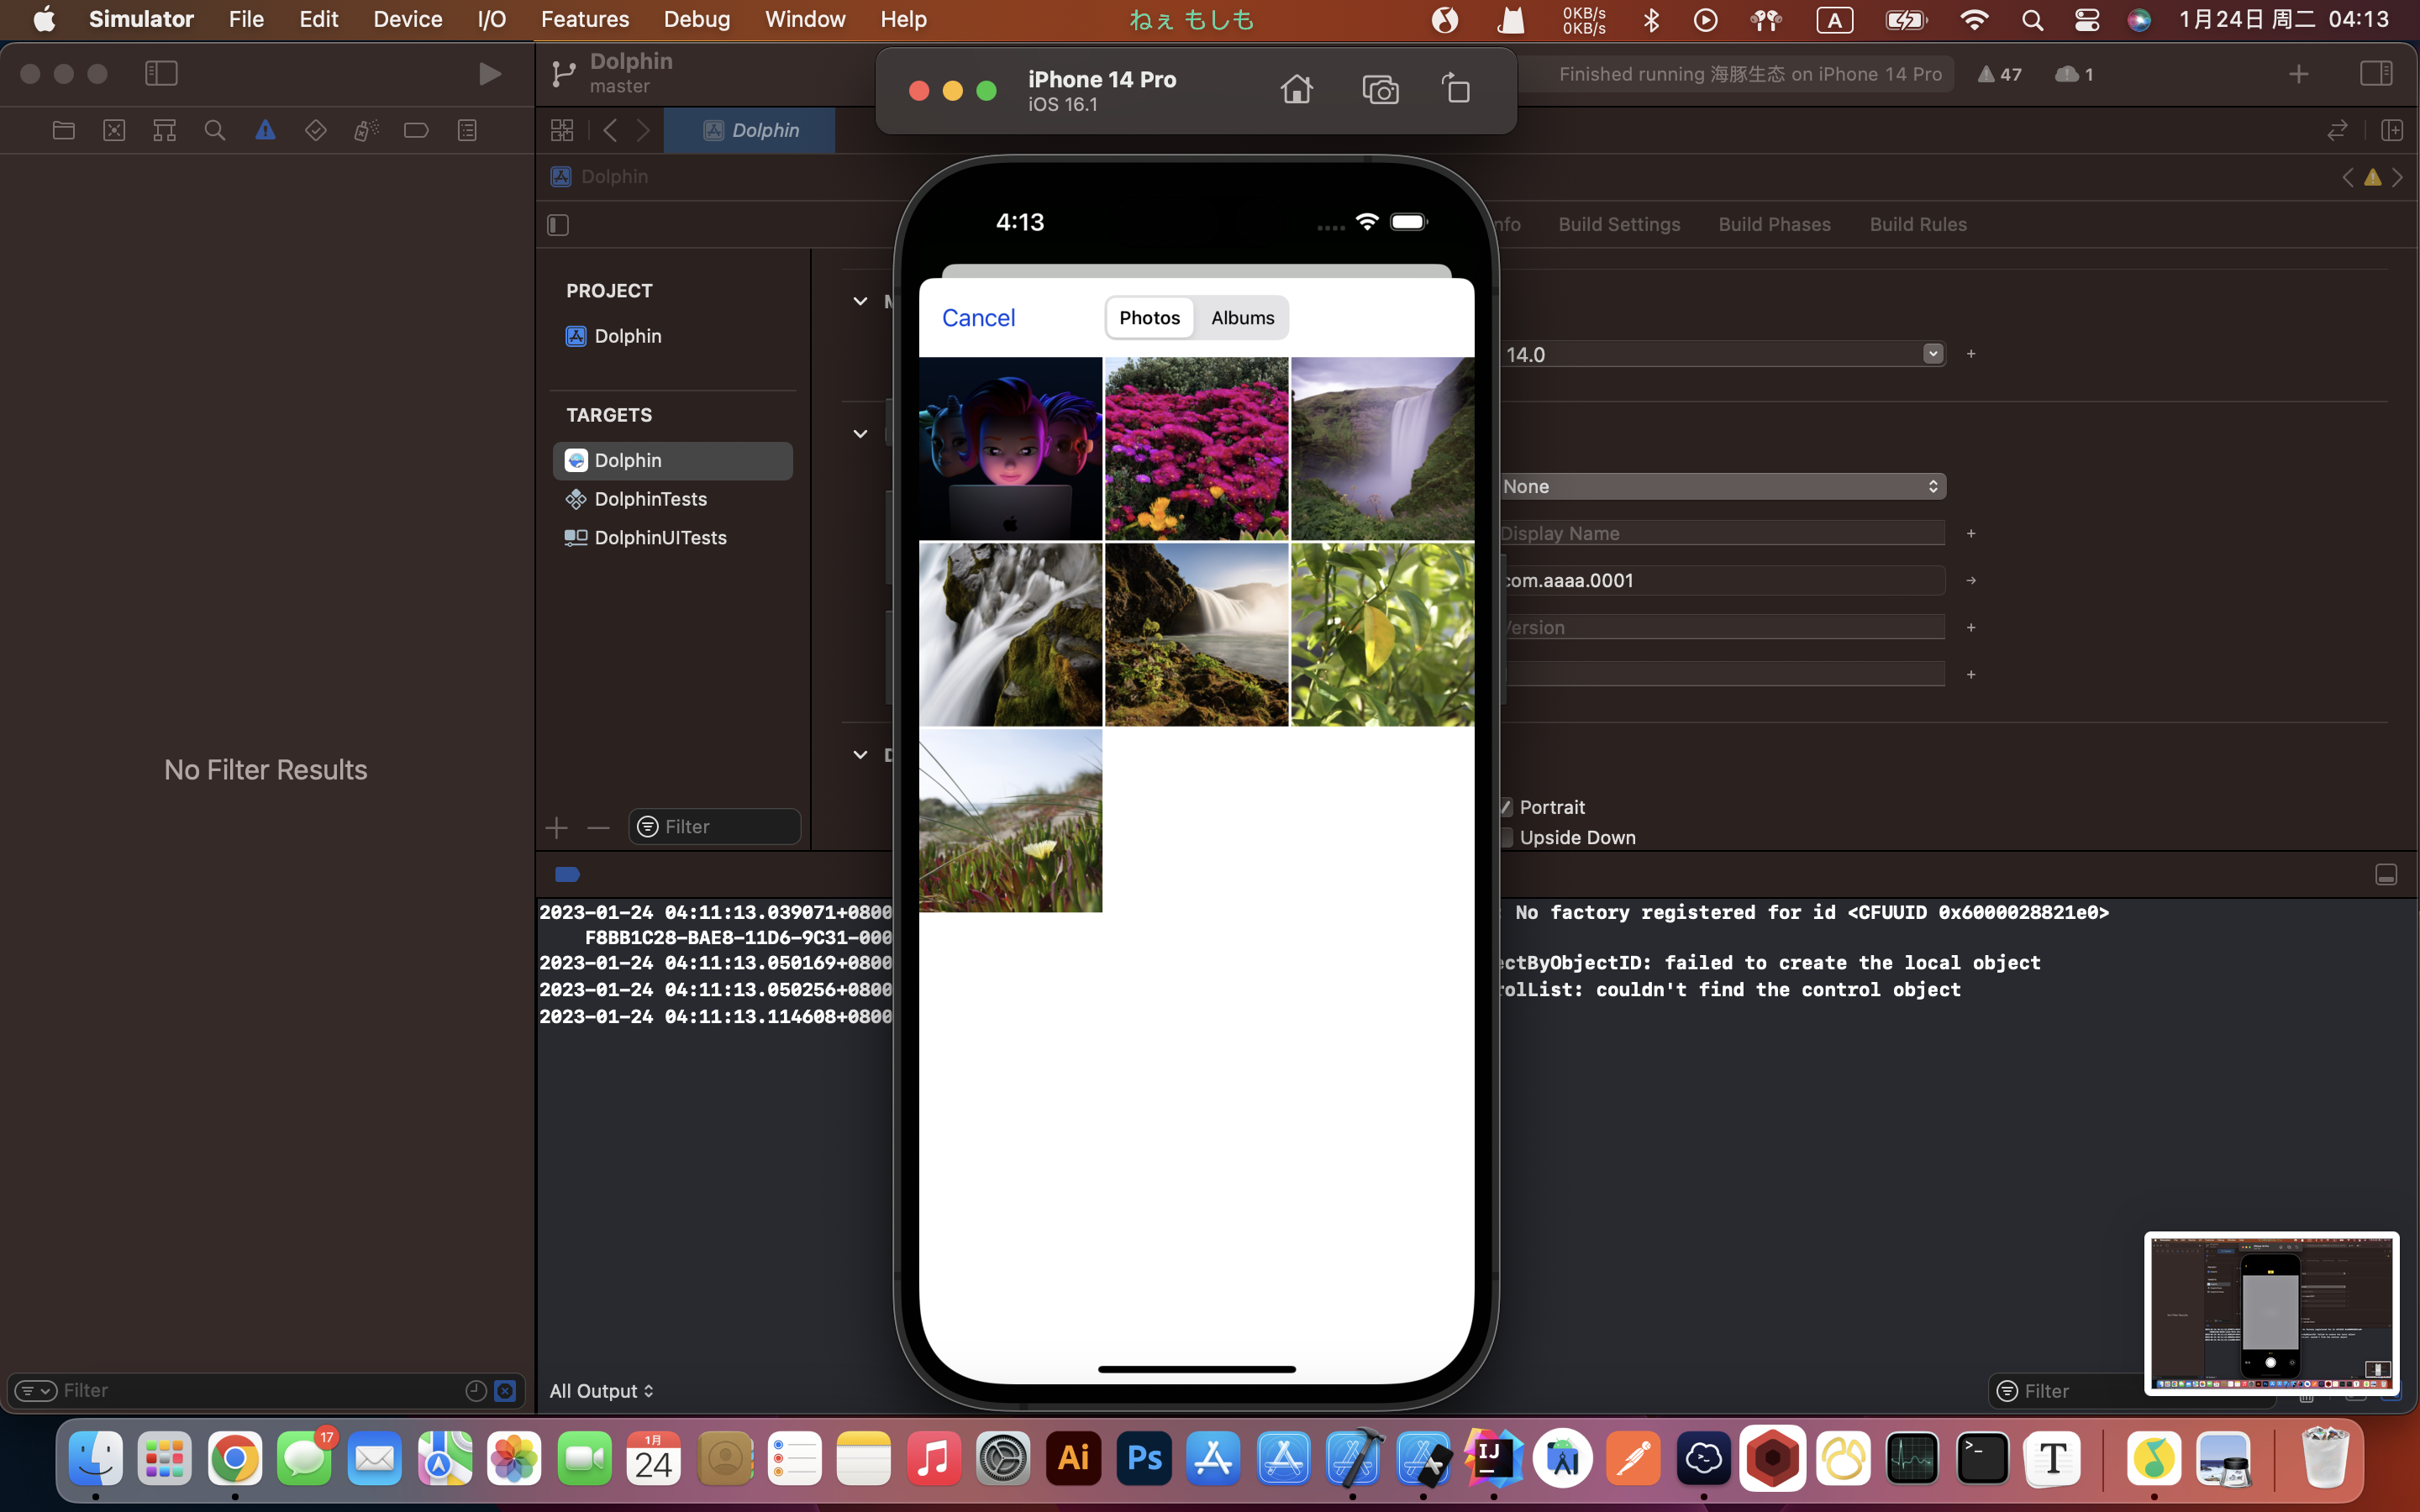 Simulator File Edit Device I/O Features Debug Window Help ねぇ もしも 0KB/s A 1月24日 周二 04:13
0KB/s
Dolphin
master
iPhone 14 Pro
iOS 16.1
Finished running 海豚生态 on iPhone 14 Pro 47 1
Dolphin
Dolphin
nfo Build Settings Build Phases Build Rules
4:13
PROJECT
Dolphin
TARGETS
Dolphin
DolphinTests
DolphinUITests
Cancel Photos Albums
14.0
None
Display Name
com.aaaa.0001
Version
Portrait
Upside Down
No Filter Results
Filter
2023-01-24 04:11:13.039071+0800 : No factory registered for id <CFUUID 0x6000028821e0>
F8BB1C28-BAE8-11D6-9C31-000
2023-01-24 04:11:13.050169+0800 ectByObjectID: failed to create the local object
2023-01-24 04:11:13.050256+0800 rolList: couldn't find the control object
2023-01-24 04:11:13.114608+0800
Filter
All Output
Filter
17
1月
24
Ai
Ps
IJ
T